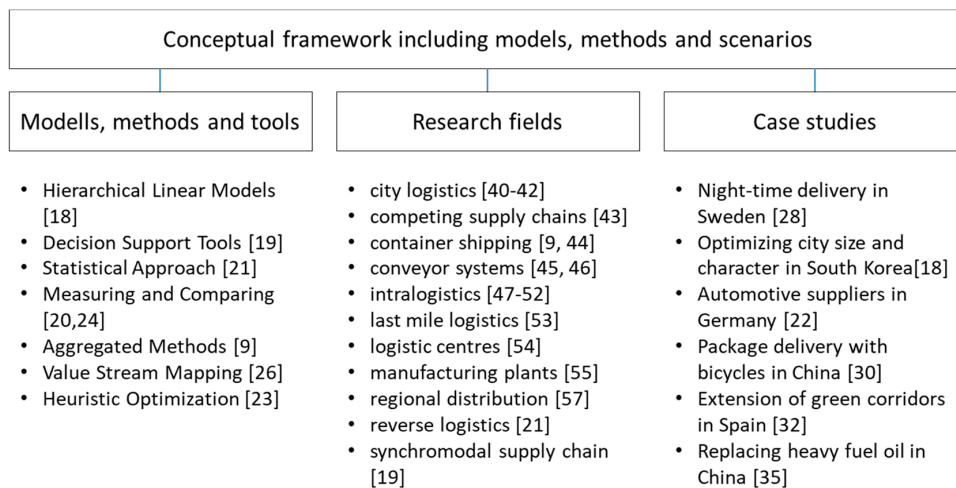 Conceptual framework including models, methods and scenarios
Modells, methods and tools
• Hierarchical Linear Models
[18]
• Decision Support Tools [19]
• Statistical Approach [21]
• Measuring and Comparing
[20,24]
• Aggregated Methods [9]
• Value Stream Mapping [26]
• Heuristic Optimization [23]
Research fields
• city logistics [40-42]
• competing supply chains [43]
• container shipping [9, 44]
• conveyor systems [45, 46]
• intralogistics [47-52]
• last mile logistics [53]
• logistic centres [54]
• manufacturing plants [55]
• regional distribution [57]
• reverse logistics [21]
• synchromodal supply chain
[19]
Case studies
• Night-time delivery in
Sweden [28]
• Optimizing city size and
character in South Korea[18]
• Automotive suppliers in
Germany [22]
• Package delivery with
bicycles in China [30]
• Extension of green corridors
in Spain [32]
• Replacing heavy fuel oil in
China [35]